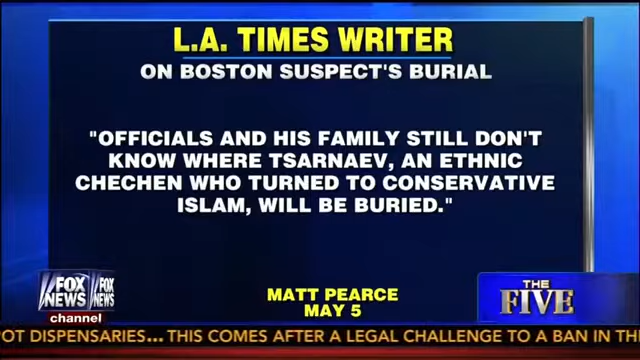 L.A. TIMES WRITER
ON BOSTON SUSPECT'S BURIAL
"OFFICIALS AND HIS FAMILY STILL DON'T
KNOW WHERE TSARNAEV, AN ETHNIC
CHECHEN WHO TURNED TO CONSERVATIVE
ISLAM, WILL BE BURIED."
MATT PEARCE
MAY 5
FOX
NEWS
FOX
NEWS
channel
THE
FIVE
OT DISPENSARIES... THIS COMES AFTER A LEGAL CHALLENGE TO A BAN IN TH